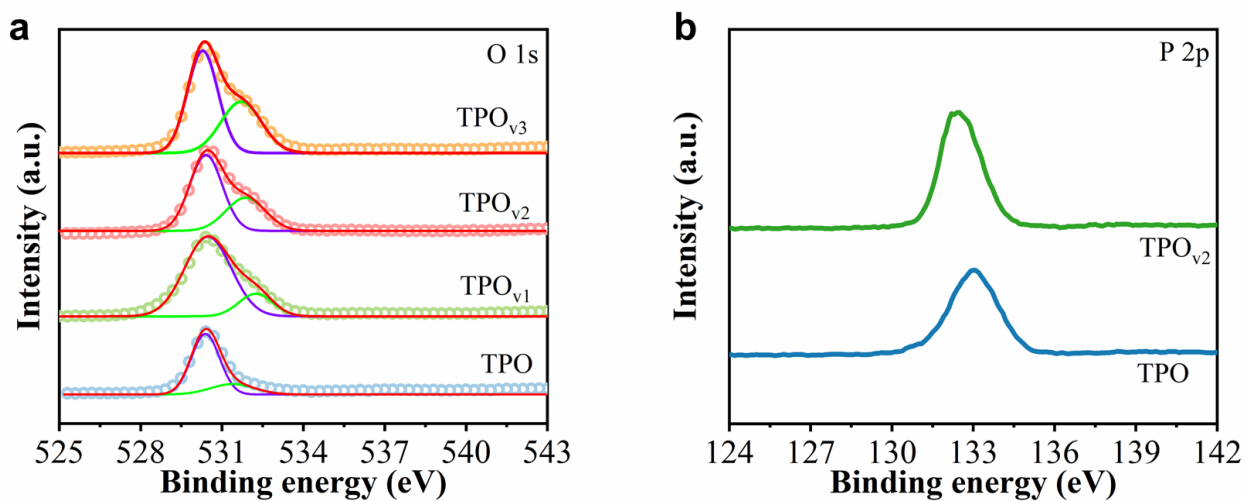 a
O 1s
TPOv3
TPOv2
TPOv1
TPO
Intensity (a.u.)
525 528 531 534 537 540 543
Binding energy (eV)
b
P 2p
TPOv2
TPO
Intensity (a.u.)
124 127 130 133 136 139 142
Binding energy (eV)